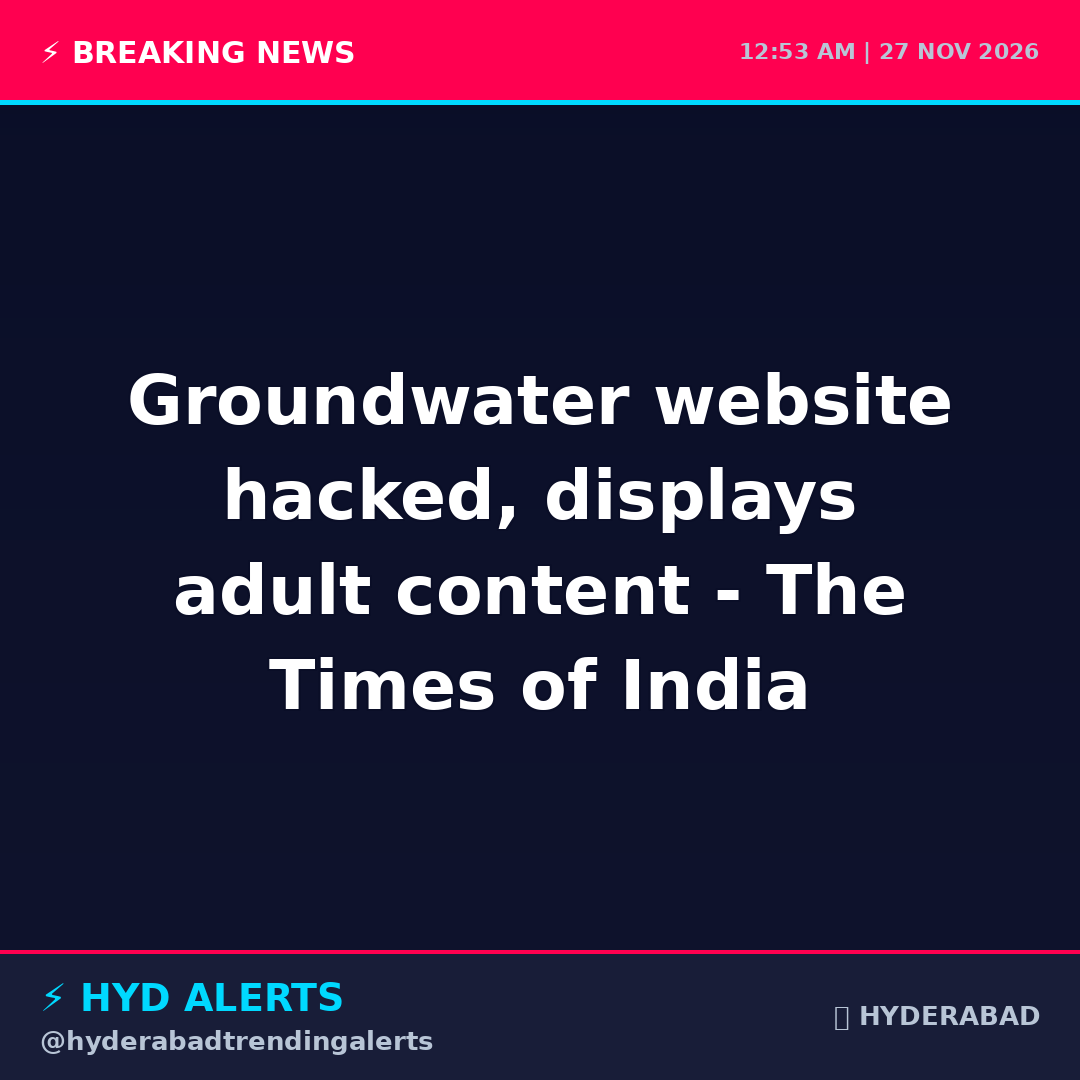 ⚡ BREAKING NEWS
12:53 AM | 27 NOV 2026
Groundwater website
hacked, displays
adult content - The
Times of India
⚡ HYD ALERTS
@hyderabadtrendingalerts
HYDERABAD